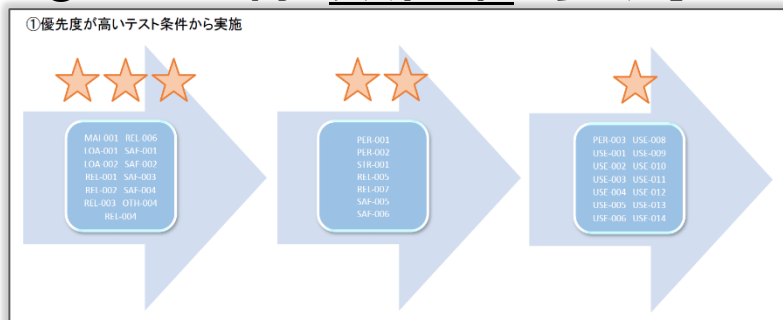 ①優先度が高いテスト条件から実施
MAI-001 REL-006
LOA-001 SAF-001
LOA-002 SAF-002
REL-001 SAF-003
REL-002 SAF-004
REL-003 OTH-004
REL-004
PER-001
PER-002
STR-001
REL-005
REL-007
SAF-005
SAF-006
PER-003 USE-008
USE-001 USE-009
USE-002 USE-010
USE-003 USE-011
USE-004 USE-012
USE-005 USE-013
USE-006 USE-014